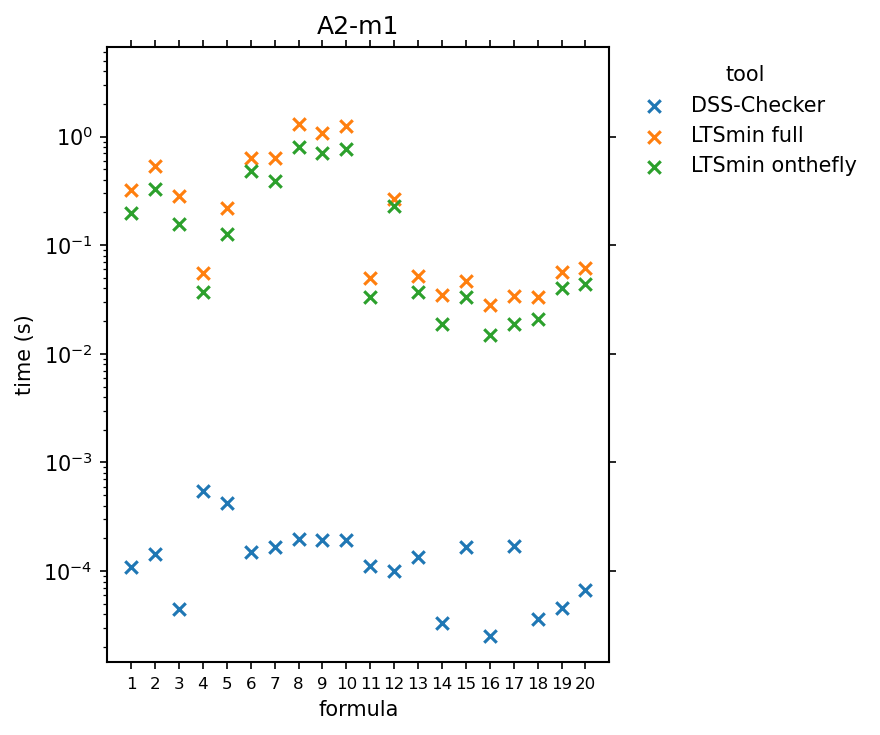 A2-m1
tool
DSS-Checker
LTSmin full
LTSmin onthefly
time (s)
10⁰
10⁻¹
10⁻²
10⁻³
10⁻⁴
1 2 3 4 5 6 7 8 9 10 11 12 13 14 15 16 17 18 19 20
formula